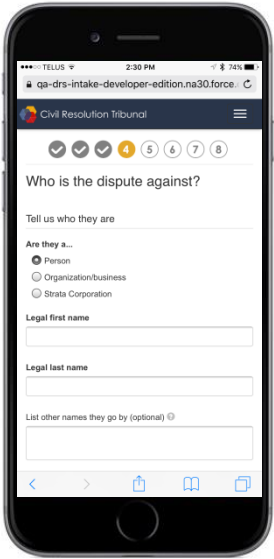 TELUS 2:30 PM 74%
qa-drs-intake-developer-edition.na30.force.
Civil Resolution Tribunal
4 5 6 7 8
Who is the dispute against?
Tell us who they are
Are they a...
Person
Organization/business
Strata Corporation
Legal first name
Legal last name
List other names they go by (optional)